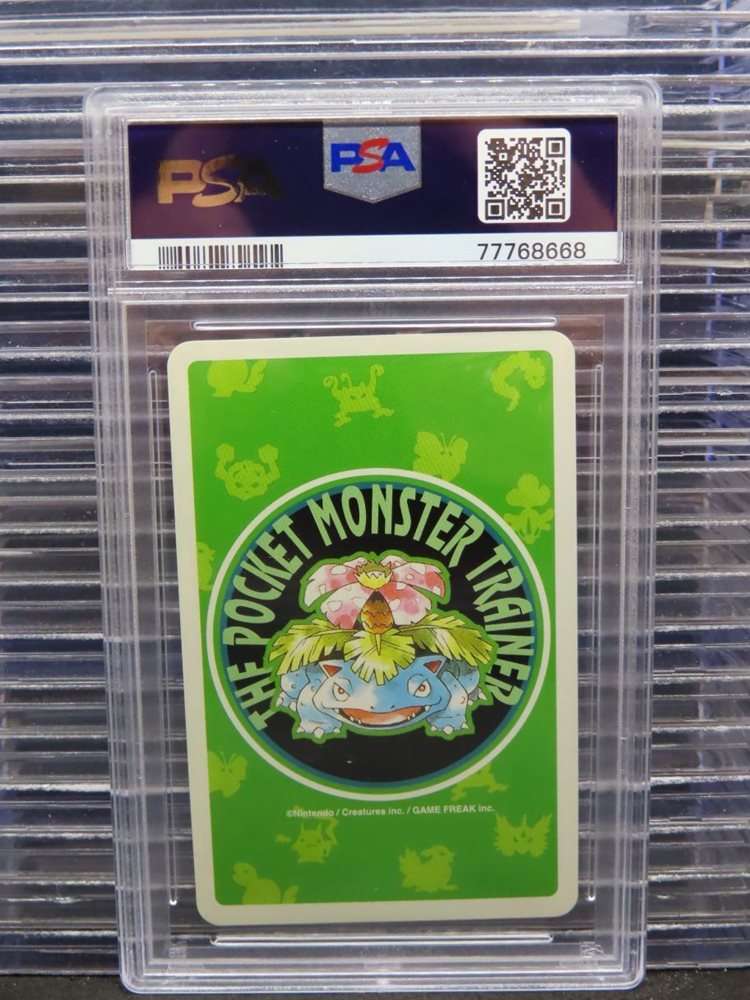 PSA
PSA
77768668
THE POCKET MONSTER TRAINER
©Nintendo / Creatures inc. / GAME FREAK inc.